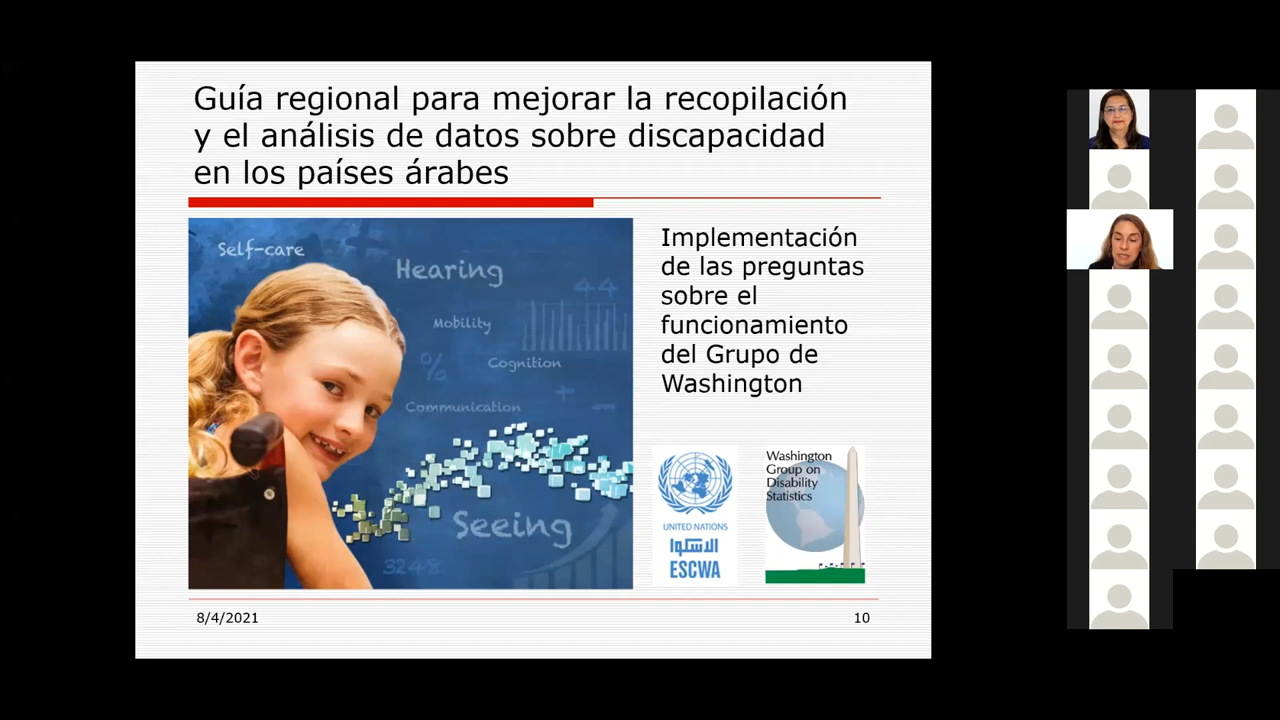 Guía regional para mejorar la recopilación
y el análisis de datos sobre discapacidad
en los países árabes
Self-care
Hearing
44
Mobility
%
Cognition
Communication
Seeing
3248
Implementación
de las preguntas
sobre el
funcionamiento
del Grupo de
Washington
UNITED NATIONS
الاسكوا
ESCWA
Washington
Group on
Disability
Statistics
8/4/2021
10